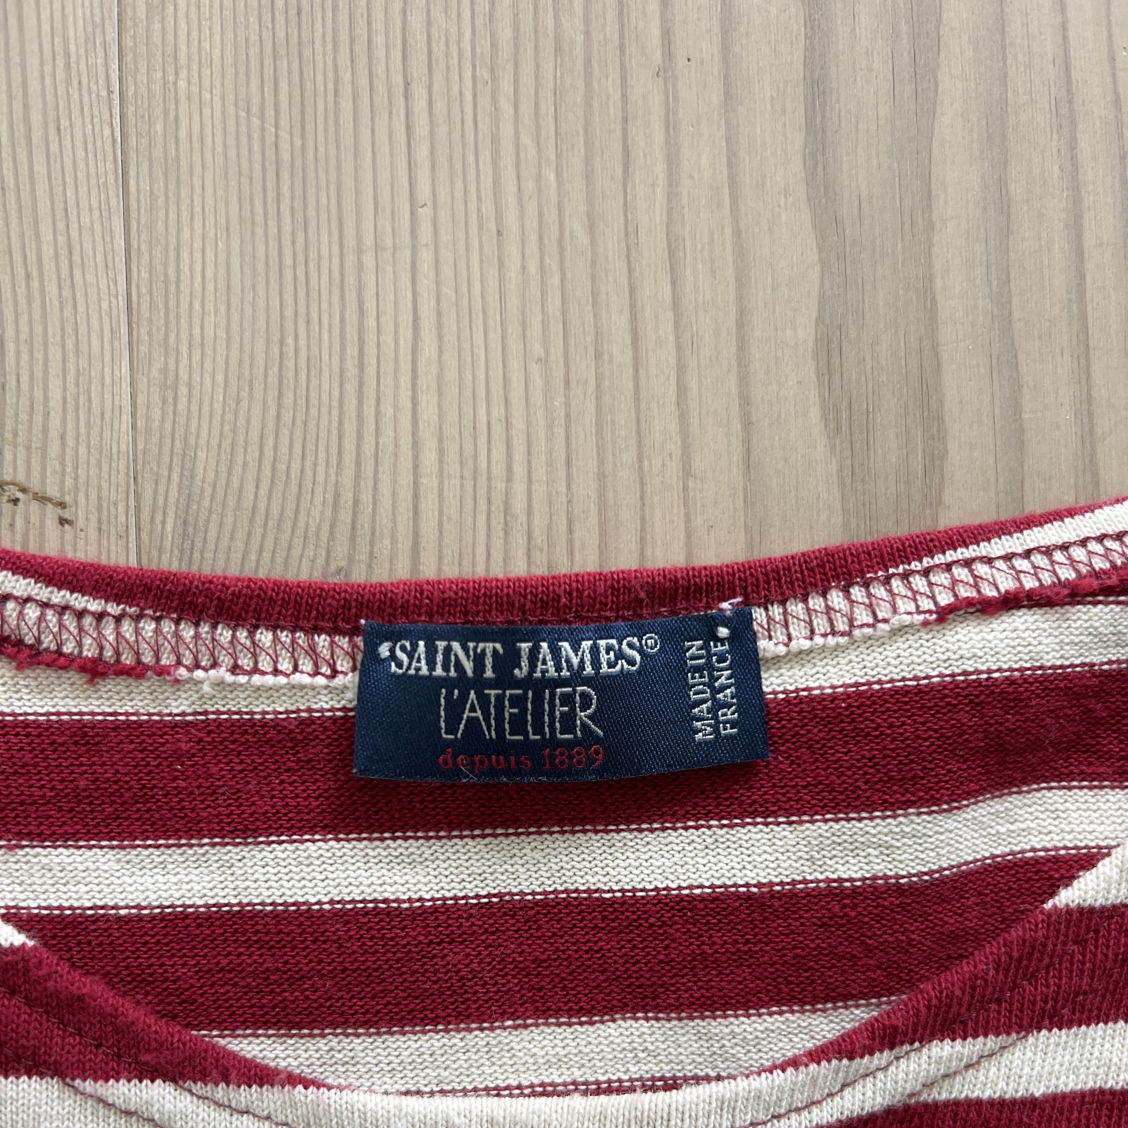 SAINT JAMES®
L'ATELIER
depuis 1889
MADE IN
FRANCE